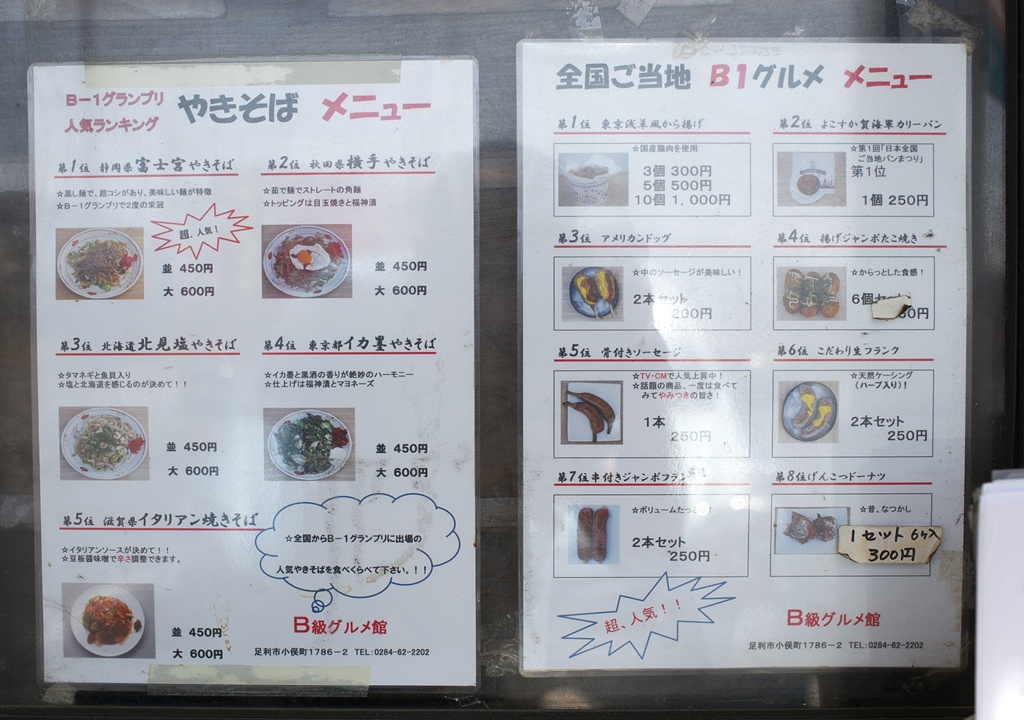 B－1グランプリ
人気ランキング
やきそば メニュー
第1位 静岡県富士宮やきそば
☆蒸し麺で、超コシがあり、美味しい麺が特徴
☆B－1グランプリで2度の栄冠
超、人気！
並 450円
大 600円
第2位 秋田県横手やきそば
☆茹で麺でストレートの角麺
☆トッピングは目玉焼きと福神漬
並 450円
大 600円
第3位 北海道北見塩やきそば
☆タマネギと魚貝入り
☆塩と北海道を感じるのが決めて！！
並 450円
大 600円
第4位 東京都イカ墨やきそば
☆イカ墨と黒酒の香りが絶妙のハーモニー
☆仕上げは福神漬とマヨネーズ
並 450円
大 600円
第5位 滋賀県イタリアン焼きそば
☆イタリアンソースが決めて！！
☆豆板醤味噌で辛さ調整できます。
並 450円
大 600円
☆全国からB－1グランプリに出場の
人気やきそばを食べくらべて下さい。！！
B級グルメ館
足利市小俣町1786－2 TEL:0284-62-2202
全国ご当地 B1グルメ メニュー
第1位 東京浅草風から揚げ
☆国産鶏肉を使用
3個 300円
5個 500円
10個 1,000円
第2位 よこすか賀海軍カリーパン
☆第1回「日本全国
ご当地パンまつり」
第1位
1個 250円
第3位 アメリカンドッグ
☆中のソーセージが美味しい！
2本セット
200円
第4位 揚げジャンボたこ焼き
☆からっとした食感！
6個セット
50円
第5位 骨付きソーセージ
☆TV・CMで人気上昇中！
☆話題の商品、一度は食べて
みてやみつきの旨さ！
1本
250円
第6位 こだわり生フランク
☆天然ケーシング
(ハーブ入り)！
2本セット
250円
第7位串付きジャンボフランク
☆ボリュームたっぷり！
2本セット
250円
第8位げんこつドーナツ
☆昔、なつかし
1セット 6ケ入
300円
超、人気！！
B級グルメ館
足利市小俣町1786－2 TEL:0284-62-2202